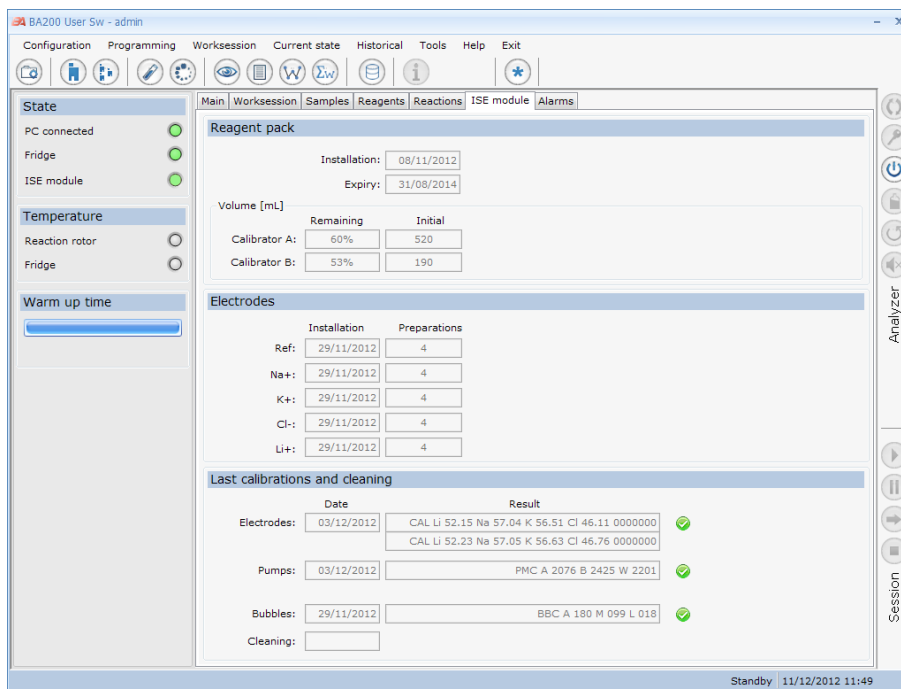 BA200 User Sw - admin
Configuration Programming Worksession Current state Historical Tools Help Exit
Main Worksession Samples Reagents Reactions ISE module Alarms
State
PC connected
Fridge
ISE module
Temperature
Reaction rotor
Fridge
Warm up time
Reagent pack
Installation: 08/11/2012
Expiry: 31/08/2014
Volume [mL]
Remaining Initial
Calibrator A: 60% 520
Calibrator B: 53% 190
Electrodes
Installation Preparations
Ref: 29/11/2012 4
Na+: 29/11/2012 4
K+: 29/11/2012 4
Cl-: 29/11/2012 4
Li+: 29/11/2012 4
Last calibrations and cleaning
Date Result
Electrodes: 03/12/2012 CAL Li 52.15 Na 57.04 K 56.51 Cl 46.11 0000000
CAL Li 52.23 Na 57.05 K 56.63 Cl 46.76 0000000
Pumps: 03/12/2012 PMC A 2076 B 2425 W 2201
Bubbles: 29/11/2012 BBC A 180 M 099 L 018
Cleaning:
Analyzer
Session
Standby 11/12/2012 11:49